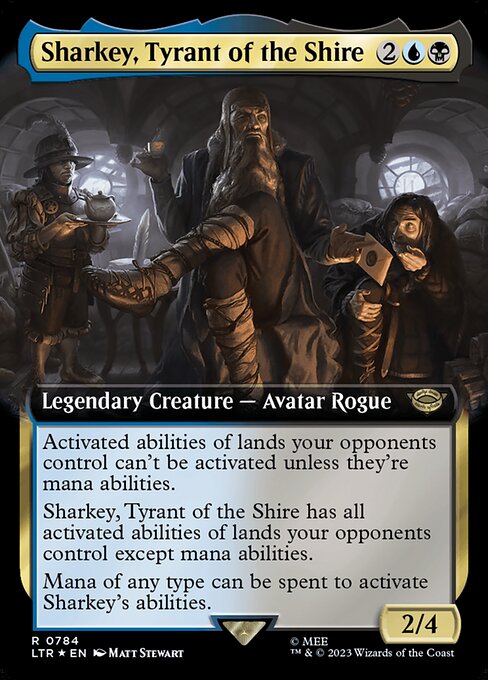 Sharkey, Tyrant of the Shire 2
Legendary Creature — Avatar Rogue
Activated abilities of lands your opponents
control can't be activated unless they're
mana abilities.
Sharkey, Tyrant of the Shire has all
activated abilities of lands your opponents
control except mana abilities.
Mana of any type can be spent to activate
Sharkey's abilities.
2/4
R 0784
LTR ★ EN Matt Stewart
© MEE
™ & © 2023 Wizards of the Coast